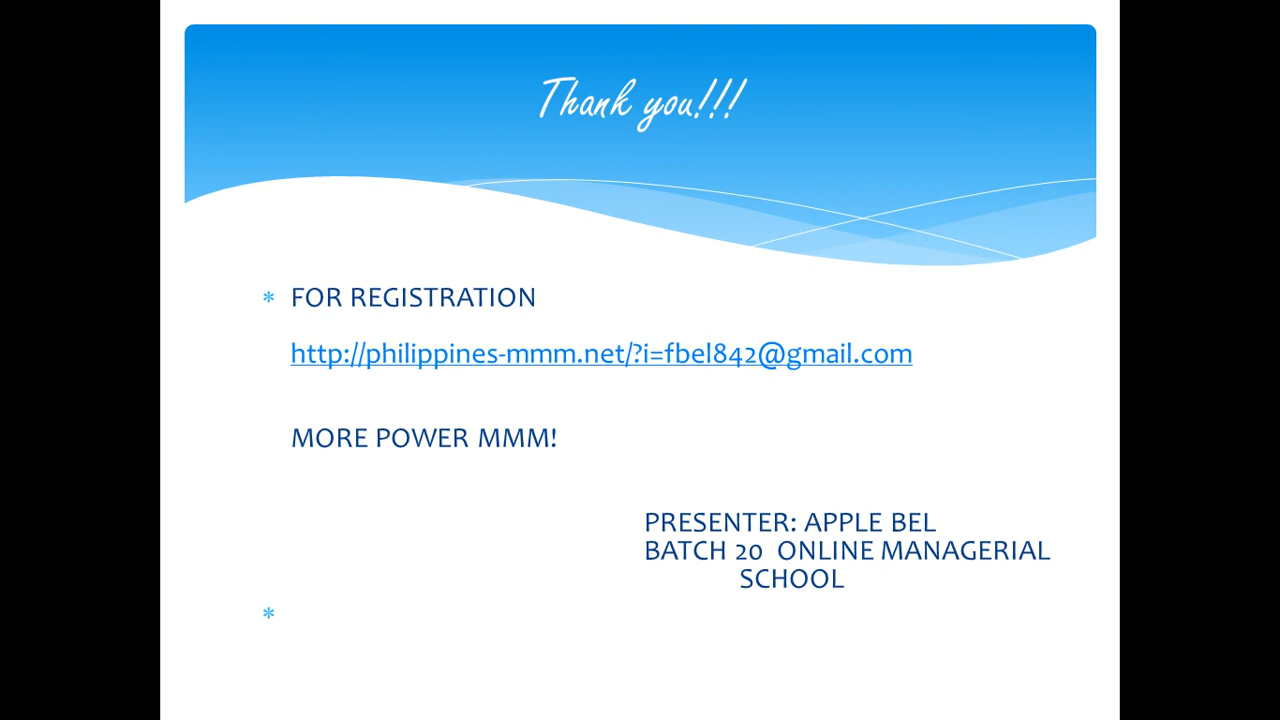 Thank you!!!
* FOR REGISTRATION
http://philippines-mmm.net/?i=fbel842@gmail.com
MORE POWER MMM!
PRESENTER: APPLE BEL
BATCH 20 ONLINE MANAGERIAL
SCHOOL
*